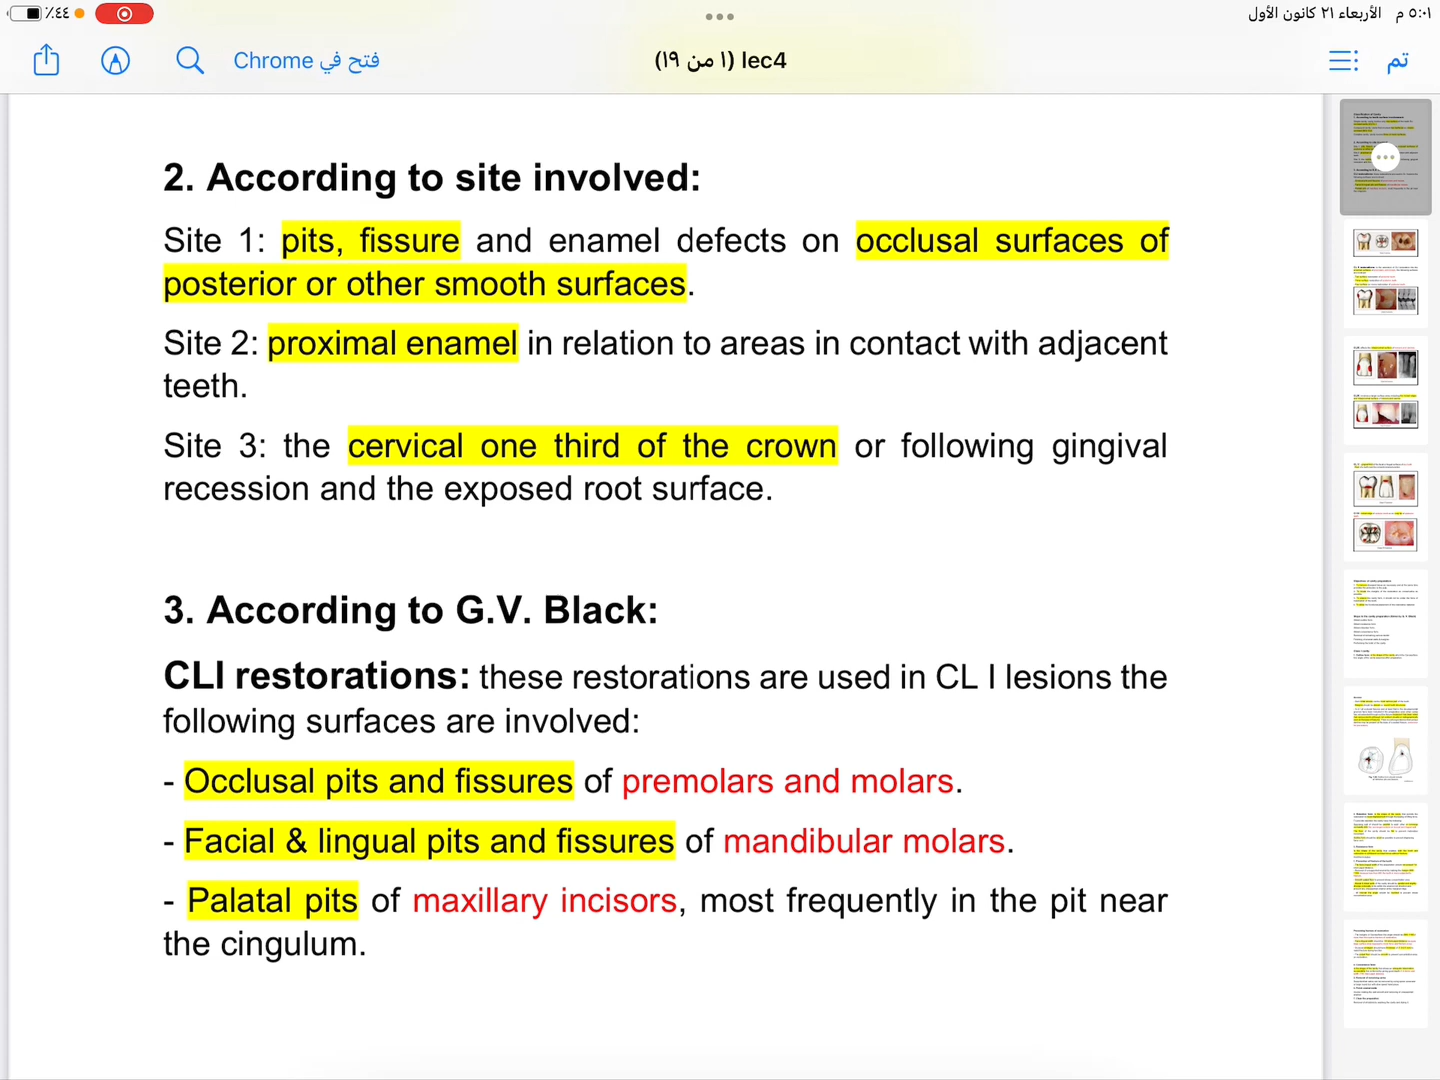 ٪٤٤
الأربعاء ٢١ كانون الأول ٥:٠١ م
فتح في Chrome
lec4 (١ من ١٩)
تم
2. According to site involved:
Site 1: pits, fissure and enamel defects on occlusal surfaces of
posterior or other smooth surfaces.
Site 2: proximal enamel in relation to areas in contact with adjacent
teeth.
Site 3: the cervical one third of the crown or following gingival
recession and the exposed root surface.
3. According to G.V. Black:
CLI restorations: these restorations are used in CL I lesions the
following surfaces are involved:
- Occlusal pits and fissures of premolars and molars.
- Facial & lingual pits and fissures of mandibular molars.
- Palatal pits of maxillary incisors, most frequently in the pit near
the cingulum.